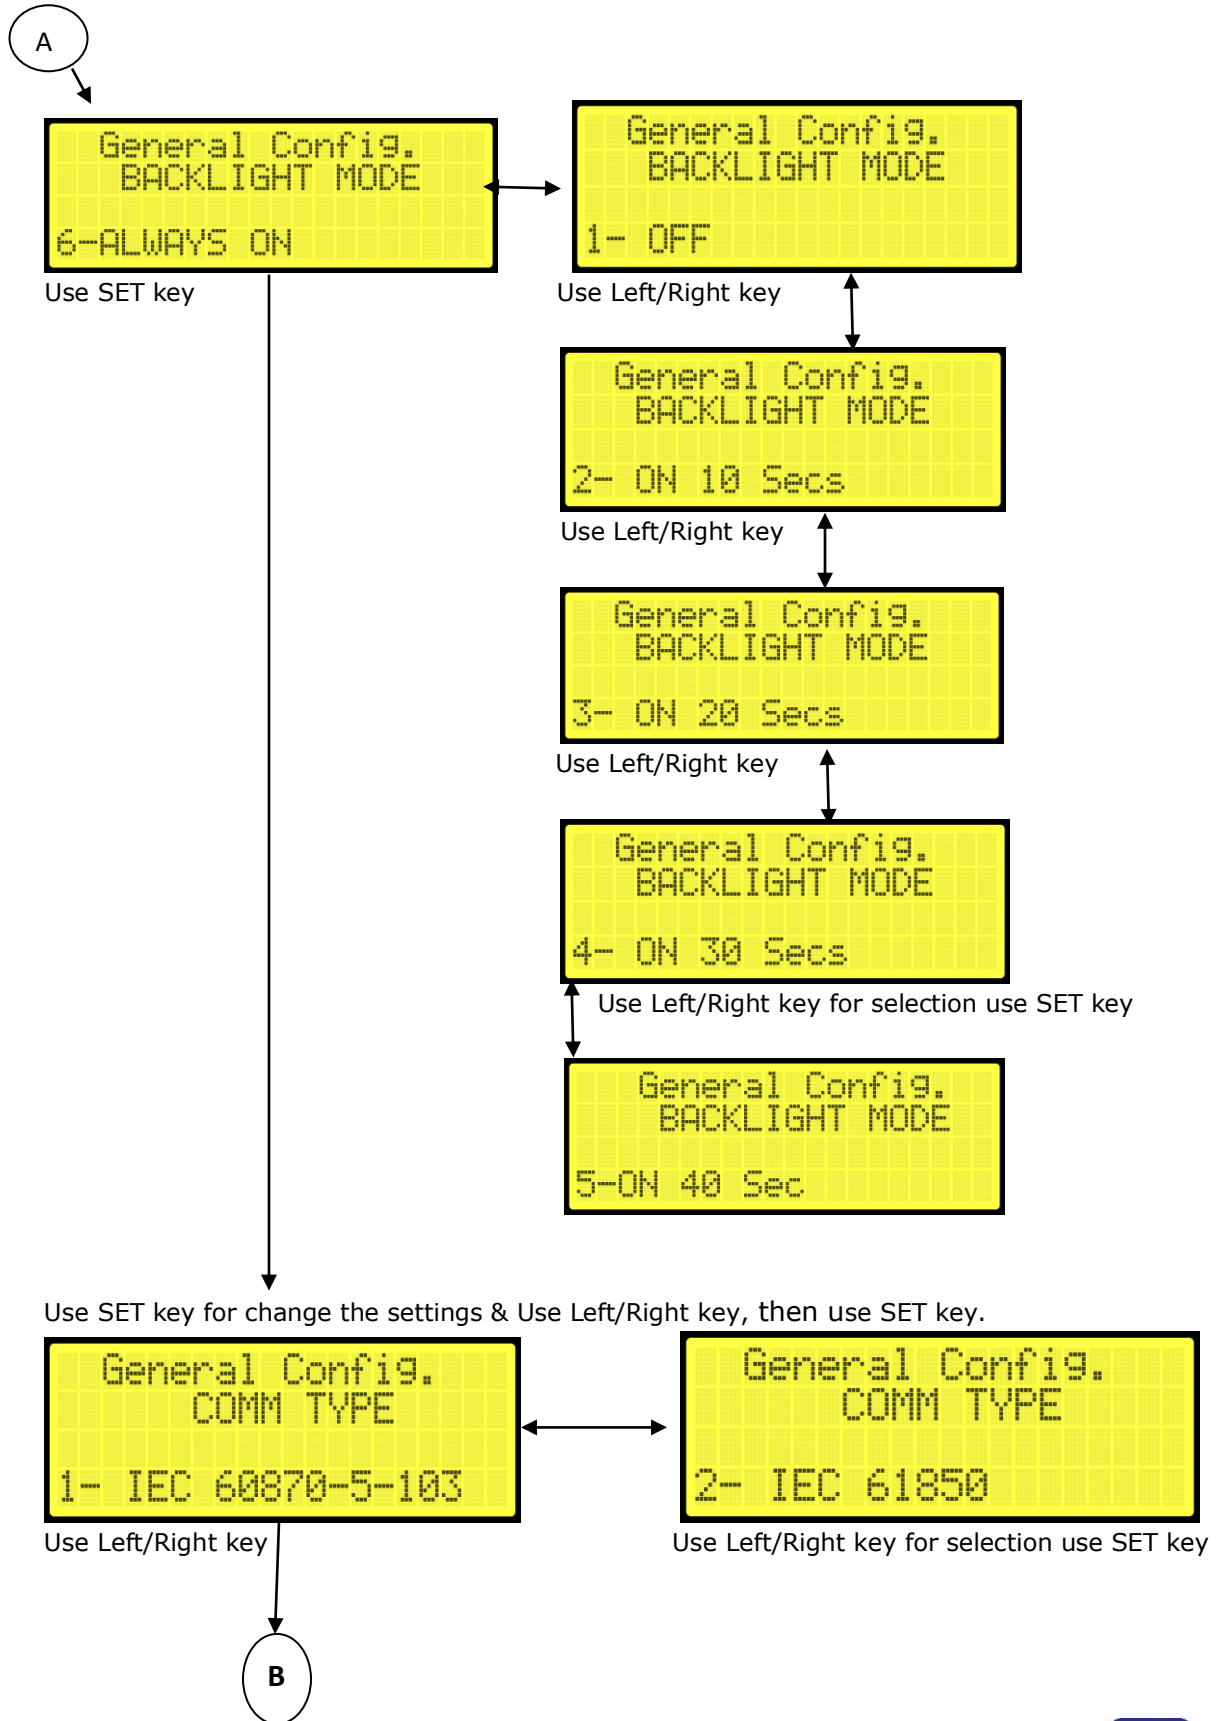 A
General Config.
BACKLIGHT MODE
6-ALWAYS ON
Use SET key
General Config.
BACKLIGHT MODE
1- OFF
Use Left/Right key
General Config.
BACKLIGHT MODE
2- ON 10 Secs
Use Left/Right key
General Config.
BACKLIGHT MODE
3- ON 20 Secs
Use Left/Right key
General Config.
BACKLIGHT MODE
4- ON 30 Secs
Use Left/Right key for selection use SET key
General Config.
BACKLIGHT MODE
5-ON 40 Sec
Use SET key for change the settings & Use Left/Right key, then use SET key.
General Config.
COMM TYPE
1- IEC 60870-5-103
Use Left/Right key
General Config.
COMM TYPE
2- IEC 61850
Use Left/Right key for selection use SET key
B